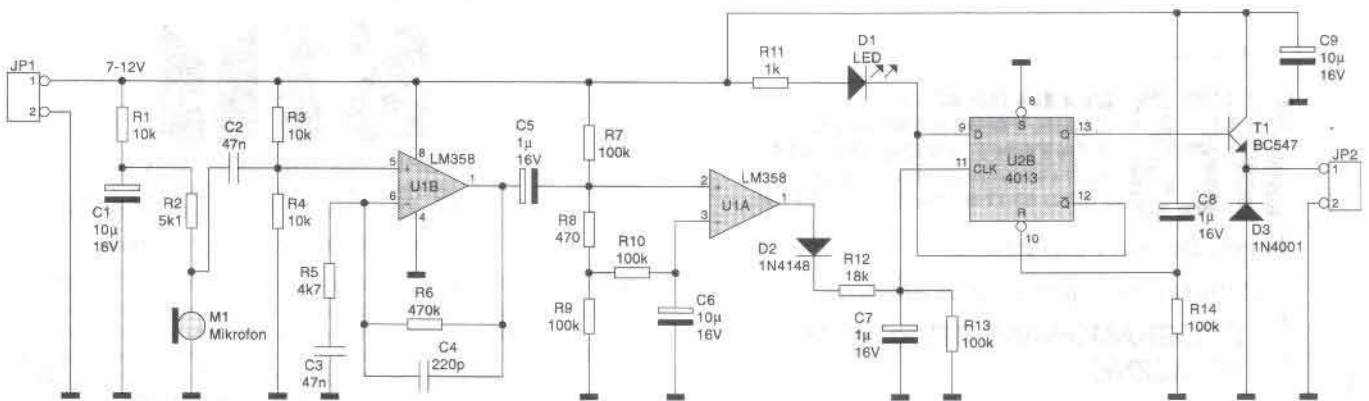 JP1
1
2
7-12V
R1
10k
C1
10µ
16V
R2
5k1
M1
Mikrofon
C2
47n
R3
10k
R4
10k
R5
4k7
C3
47n
LM358
U1B
5
6
8
4
1
+
−
R6
470k
C4
220p
C5
1µ
16V
R7
100k
R8
470
R9
100k
R10
100k
C6
10µ
16V
LM358
U1A
2
3
1
+
−
D2
1N4148
R12
18k
C7
1µ
16V
R13
100k
R11
1k
D1
LED
9
D
11
CLK
8
S
U2B
4013
Q
13
Q
12
R
10
T1
BC547
C8
1µ
16V
R14
100k
D3
1N4001
C9
10µ
16V
JP2
1
2